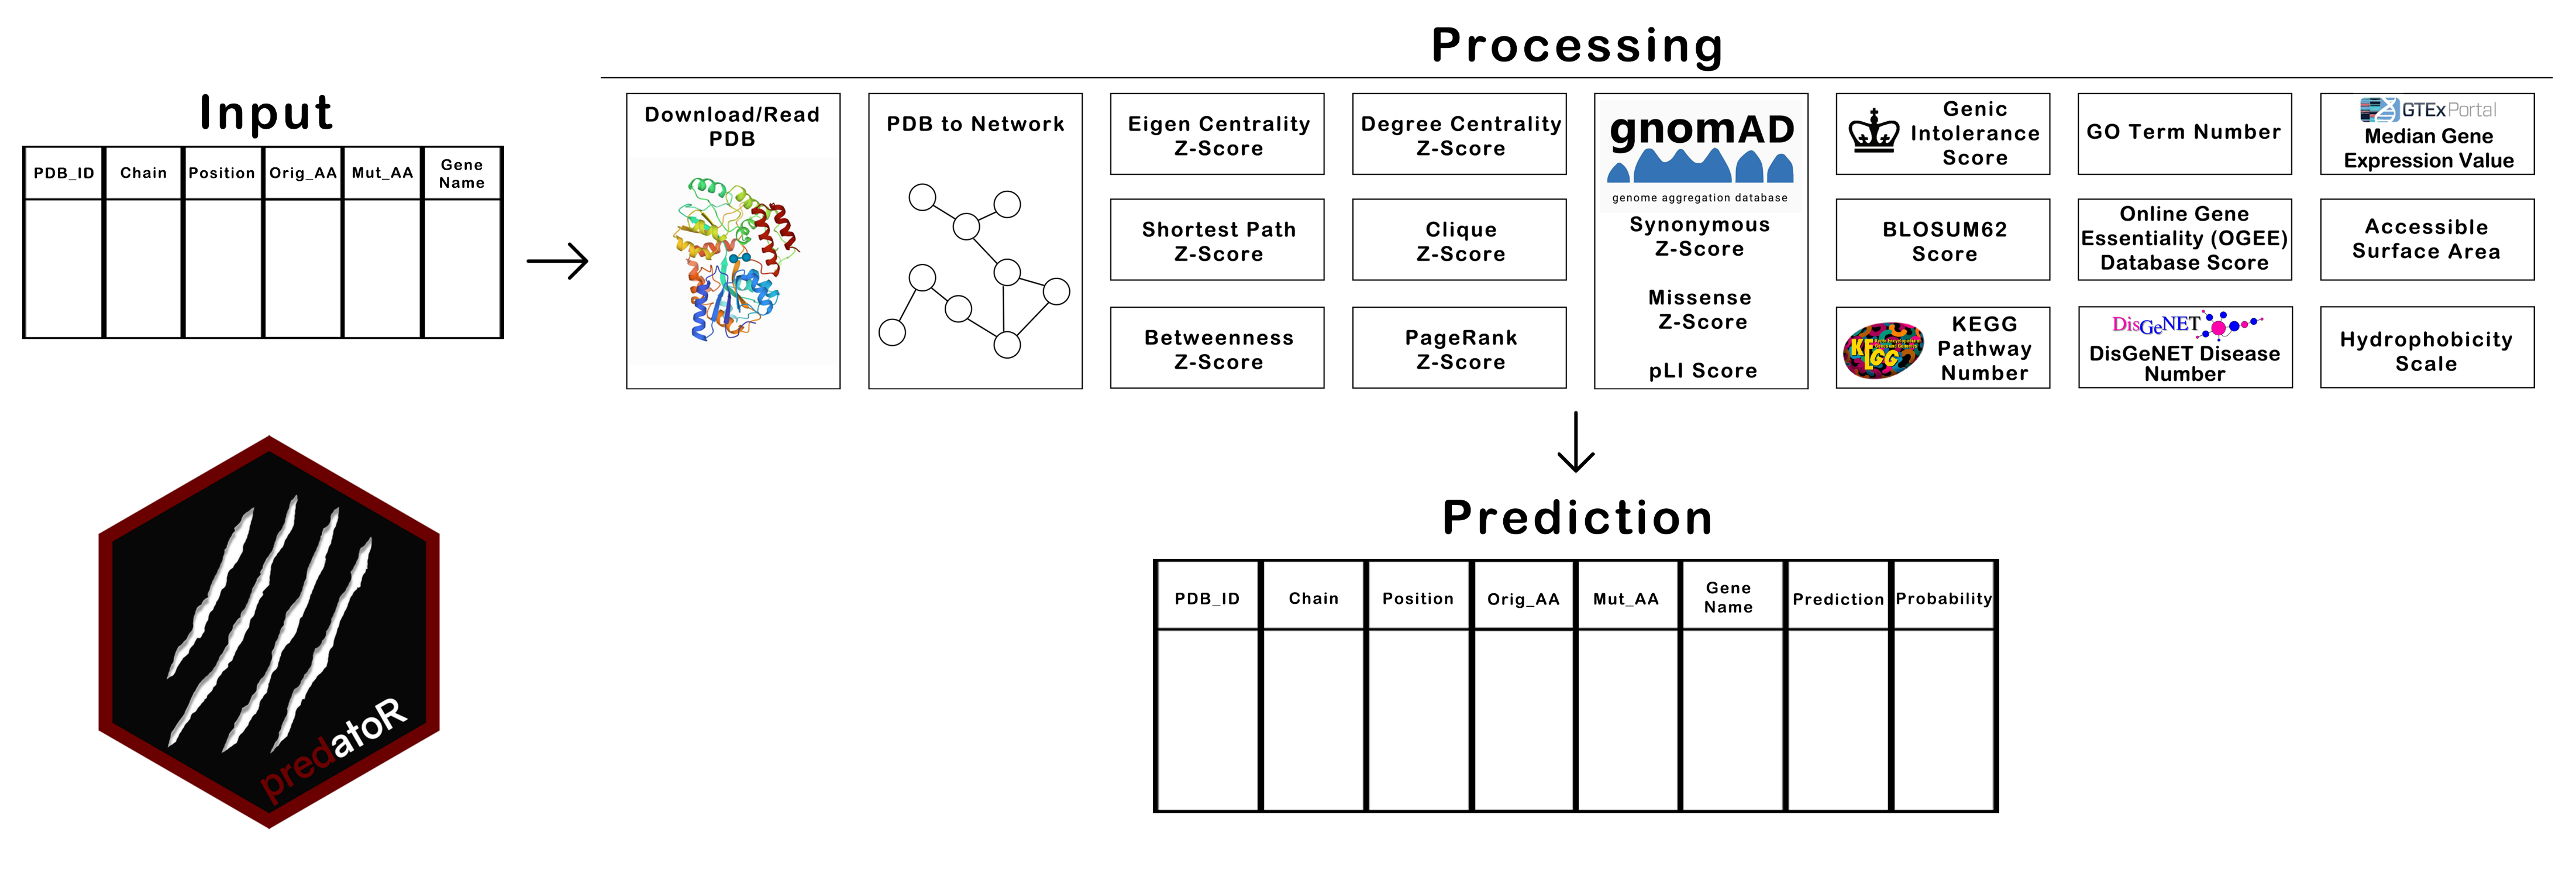 Processing
Input
PDB_ID
Chain
Position
Orig_AA
Mut_AA
Gene
Name
Download/Read
PDB
PDB to Network
Eigen Centrality
Z-Score
Shortest Path
Z-Score
Betweenness
Z-Score
Degree Centrality
Z-Score
Clique
Z-Score
PageRank
Z-Score
gnomAD
genome aggregation database
Synonymous
Z-Score
Missense
Z-Score
pLI Score
Genic
Intolerance
Score
BLOSUM62
Score
KEGG
KEGG
Pathway
Number
GO Term Number
Online Gene
Essentiality (OGEE)
Database Score
DisGeNET
DisGeNET Disease
Number
GTEx Portal
Median Gene
Expression Value
Accessible
Surface Area
Hydrophobicity
Scale
predatoR
Prediction
PDB_ID
Chain
Position
Orig_AA
Mut_AA
Gene
Name
Prediction
Probability